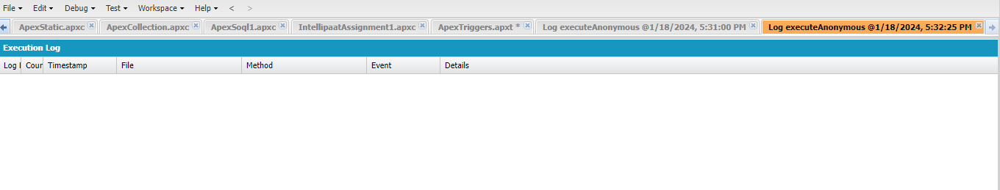 File Edit Debug Test Workspace Help < >
ApexStatic.apxc ApexCollection.apxc ApexSoql1.apxc IntellipaatAssignment1.apxc ApexTriggers.apxt * Log executeAnonymous @1/18/2024, 5:31:00 PM Log executeAnonymous @1/18/2024, 5:32:25 PM
Execution Log
Log Cour Timestamp File Method Event Details